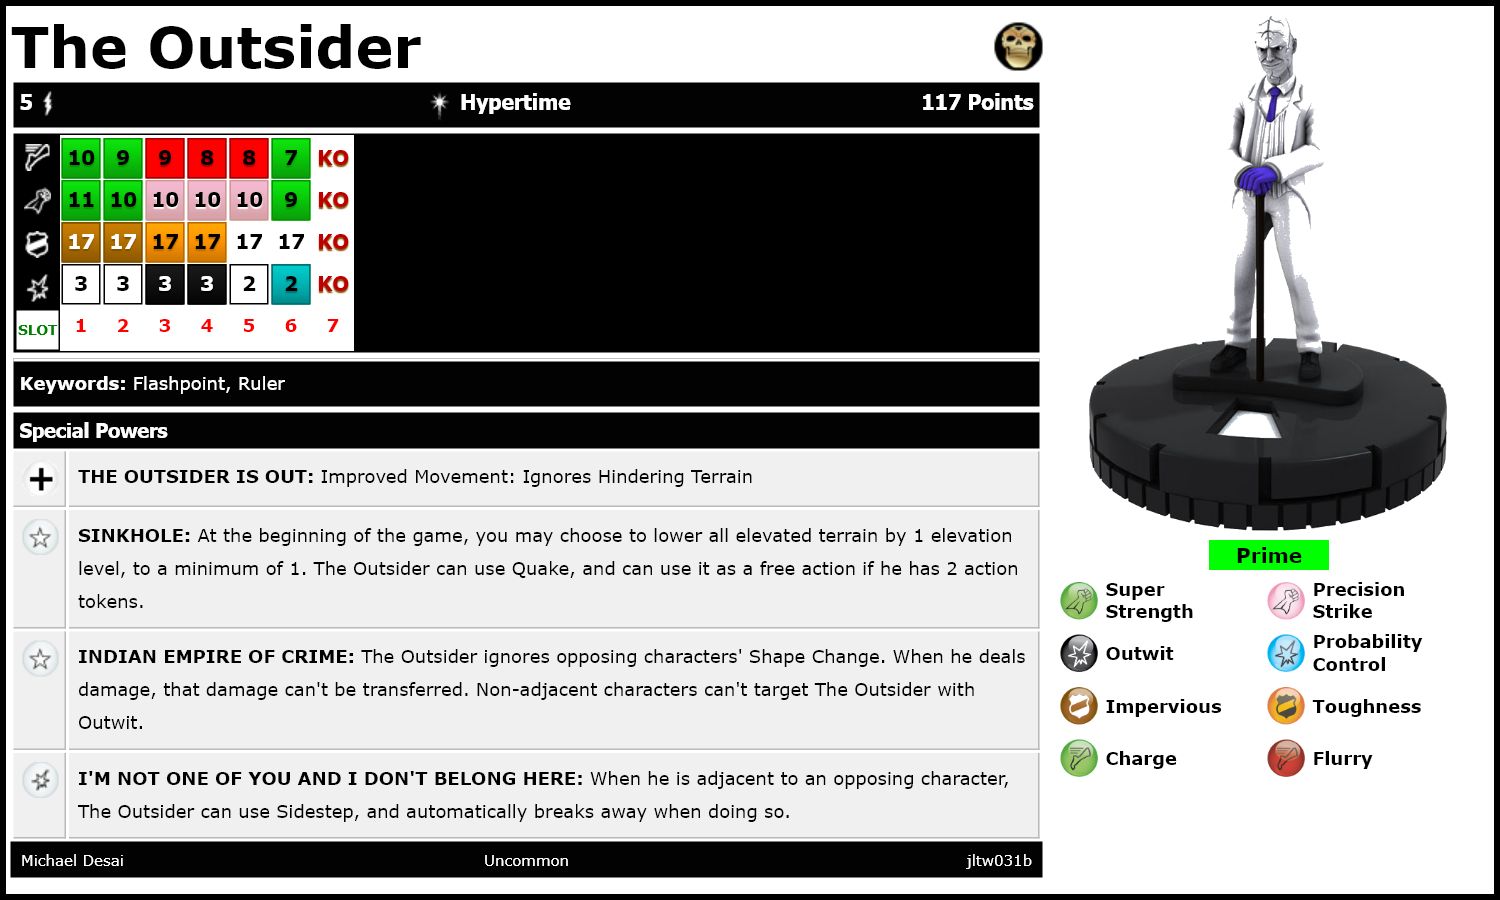 The Outsider
5 Hypertime 117 Points
10 9 9 8 8 7 KO
11 10 10 10 10 9 KO
17 17 17 17 17 17 KO
3 3 3 3 2 2 KO
SLOT 1 2 3 4 5 6 7
Keywords: Flashpoint, Ruler
Special Powers
THE OUTSIDER IS OUT: Improved Movement: Ignores Hindering Terrain
SINKHOLE: At the beginning of the game, you may choose to lower all elevated terrain by 1 elevation
level, to a minimum of 1. The Outsider can use Quake, and can use it as a free action if he has 2 action
tokens.
INDIAN EMPIRE OF CRIME: The Outsider ignores opposing characters' Shape Change. When he deals
damage, that damage can't be transferred. Non-adjacent characters can't target The Outsider with
Outwit.
I'M NOT ONE OF YOU AND I DON'T BELONG HERE: When he is adjacent to an opposing character,
The Outsider can use Sidestep, and automatically breaks away when doing so.
Michael Desai Uncommon jltw031b
Prime
Super
Strength
Precision
Strike
Outwit
Probability
Control
Impervious
Toughness
Charge
Flurry